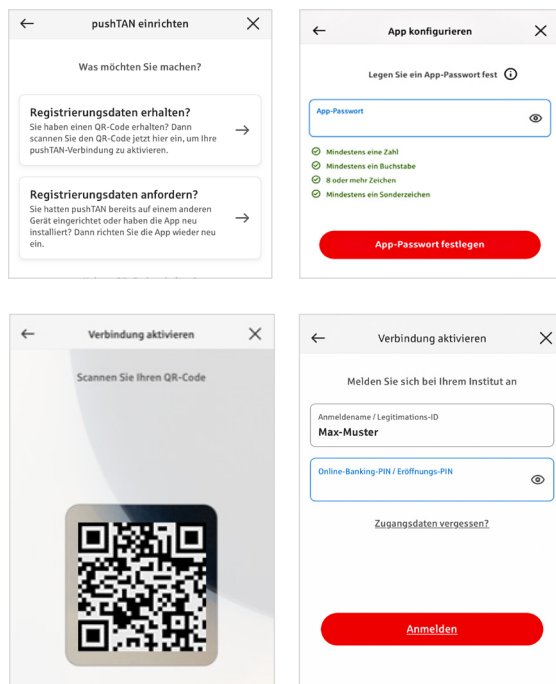 pushTAN einrichten
Was möchten Sie machen?
Registrierungsdaten erhalten?
Sie haben einen QR-Code erhalten? Dann
scannen Sie den QR-Code jetzt hier ein, um Ihre
pushTAN-Verbindung zu aktivieren.
Registrierungsdaten anfordern?
Sie hatten pushTAN bereits auf einem anderen
Gerät eingerichtet oder haben die App neu
installiert? Dann richten Sie die App wieder neu
ein.
App konfigurieren
Legen Sie ein App-Passwort fest
App-Passwort
Mindestens eine Zahl
Mindestens ein Buchstabe
8 oder mehr Zeichen
Mindestens ein Sonderzeichen
App-Passwort festlegen
Verbindung aktivieren
Scannen Sie Ihren QR-Code
Verbindung aktivieren
Melden Sie sich bei Ihrem Institut an
Anmeldename / Legitimations-ID
Max-Muster
Online-Banking-PIN / Eröffnungs-PIN
Zugangsdaten vergessen?
Anmelden